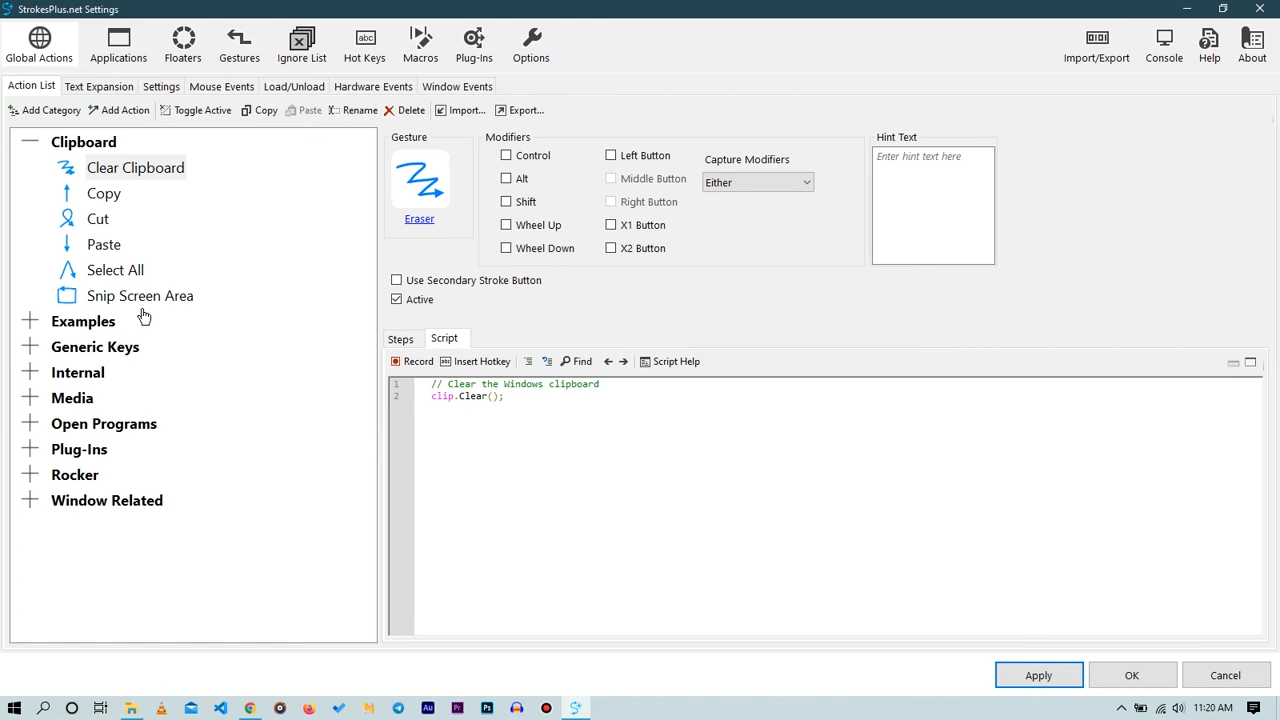 StrokesPlus.net Settings
Global Actions
Applications
Floaters
Gestures
Ignore List
abc
Hot Keys
Macros
Plug-Ins
Options
Import/Export
Console
Help
About
Action List
Text Expansion
Settings
Mouse Events
Load/Unload
Hardware Events
Window Events
Add Category
Add Action
Toggle Active
Copy
Paste
Rename
Delete
Import...
Export...
Clipboard
Clear Clipboard
Copy
Cut
Paste
Select All
Snip Screen Area
Examples
Generic Keys
Internal
Media
Open Programs
Plug-Ins
Rocker
Window Related
Gesture
Eraser
Modifiers
Control
Alt
Shift
Wheel Up
Wheel Down
Left Button
Middle Button
Right Button
X1 Button
X2 Button
Capture Modifiers
Either
Hint Text
Enter hint text here
Use Secondary Stroke Button
Active
Steps
Script
Record
Insert Hotkey
Find
Script Help
1 // Clear the Windows clipboard
2 clip.Clear();
Apply
OK
Cancel
Au
Pr
Ps
11:20 AM